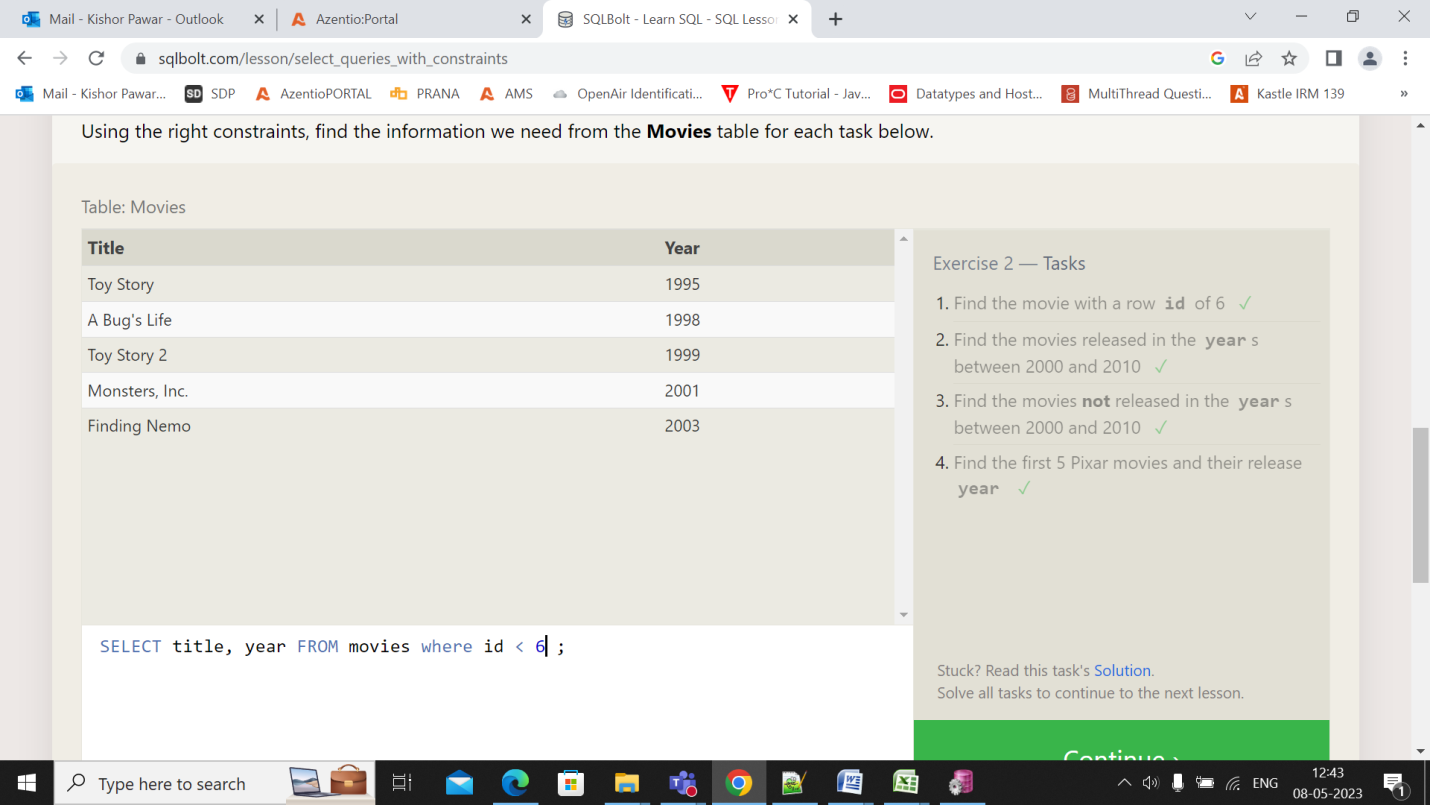 Mail - Kishor Pawar - Outlook
Azentio:Portal
SQLBolt - Learn SQL - SQL Lesson
sqlbolt.com/lesson/select_queries_with_constraints
Mail - Kishor Pawar... SDP AzentioPORTAL PRANA AMS OpenAir Identificati... Pro*C Tutorial - Jav... Datatypes and Host... MultiThread Questi... Kastle IRM 139 »
Using the right constraints, find the information we need from the Movies table for each task below.
Table: Movies
Title Year
Toy Story 1995
A Bug's Life 1998
Toy Story 2 1999
Monsters, Inc. 2001
Finding Nemo 2003
SELECT title, year FROM movies where id < 6 ;
Exercise 2 — Tasks
1. Find the movie with a row id of 6 ✓
2. Find the movies released in the year s
between 2000 and 2010 ✓
3. Find the movies not released in the year s
between 2000 and 2010 ✓
4. Find the first 5 Pixar movies and their release
year ✓
Stuck? Read this task's Solution.
Solve all tasks to continue to the next lesson.
Continue ›
Type here to search
ENG
12:43
08-05-2023
1